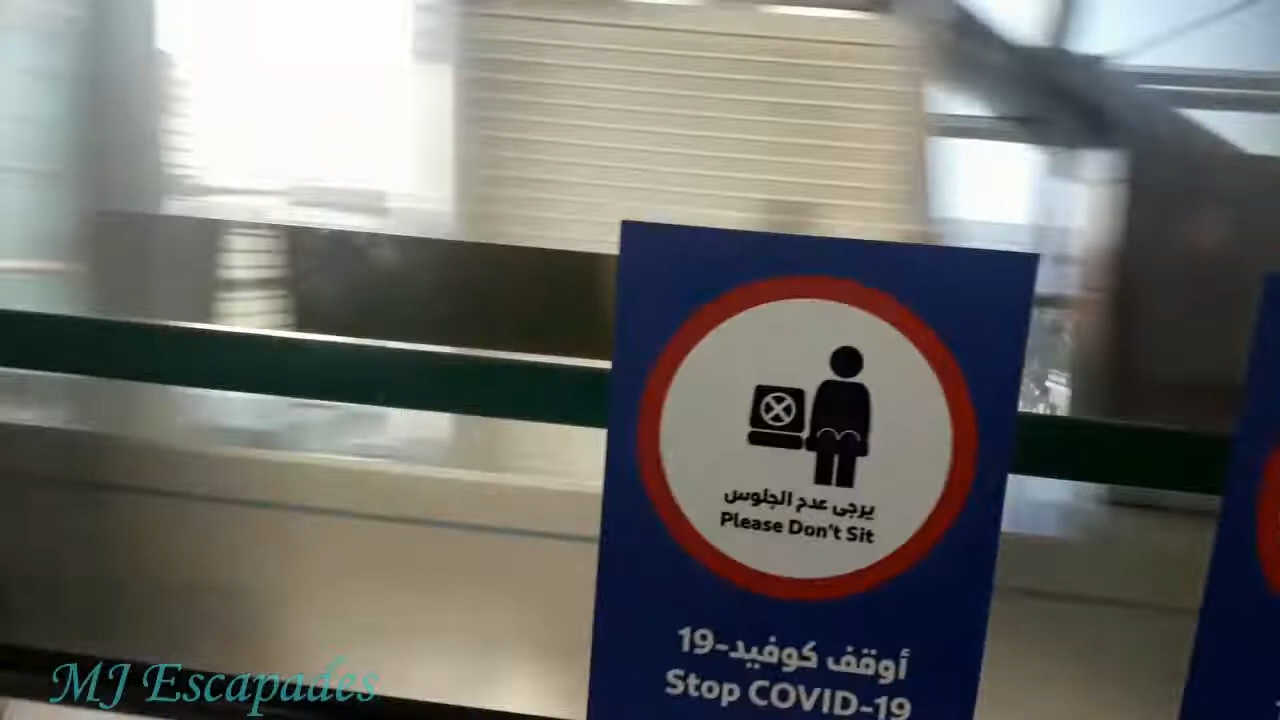 يرجى عدم الجلوس
Please Don't Sit
أوقف كوفيد-19
Stop COVID-19
MJ Escapades